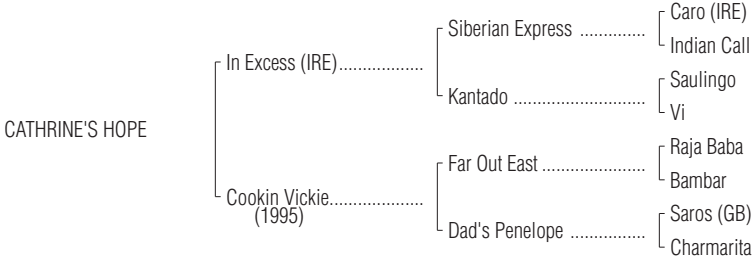 Caro (IRE)
Siberian Express ..............
Indian Call
In Excess (IRE)..................
Saulingo
Kantado ............................
Vi
CATHRINE'S HOPE
Raja Baba
Far Out East ......................
Bambar
Cookin Vickie....................
(1995)
Saros (GB)
Dad's Penelope ................
Charmarita